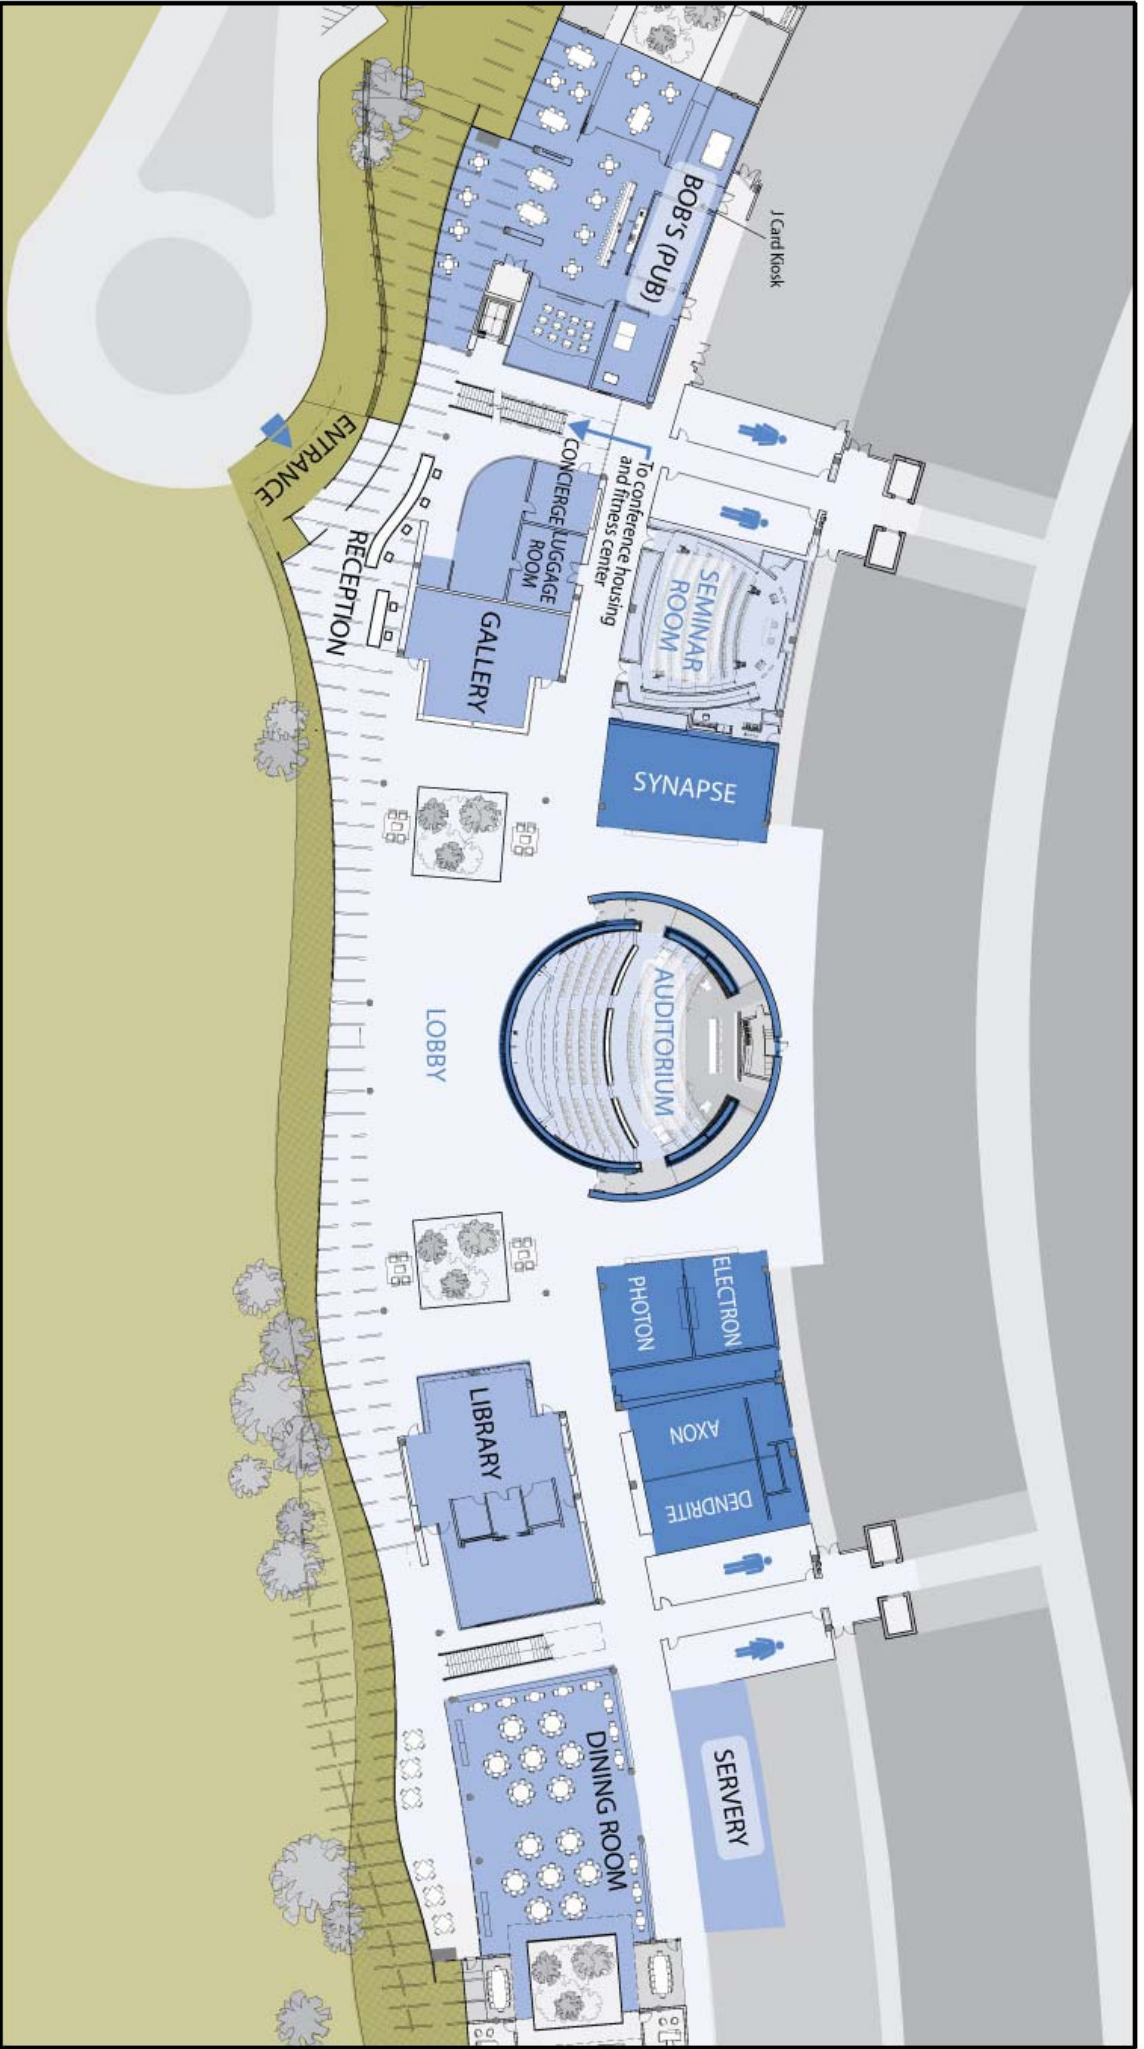 BOB'S (PUB)
J Card Kiosk
ENTRANCE
RECEPTION
CONCIERGE
LUGGAGE
ROOM
To conference housing
and fitness center
GALLERY
SEMINAR
ROOM
SYNAPSE
AUDITORIUM
LOBBY
ELECTRON
PHOTON
AXON
DENDRITE
LIBRARY
DINING ROOM
SERVERY